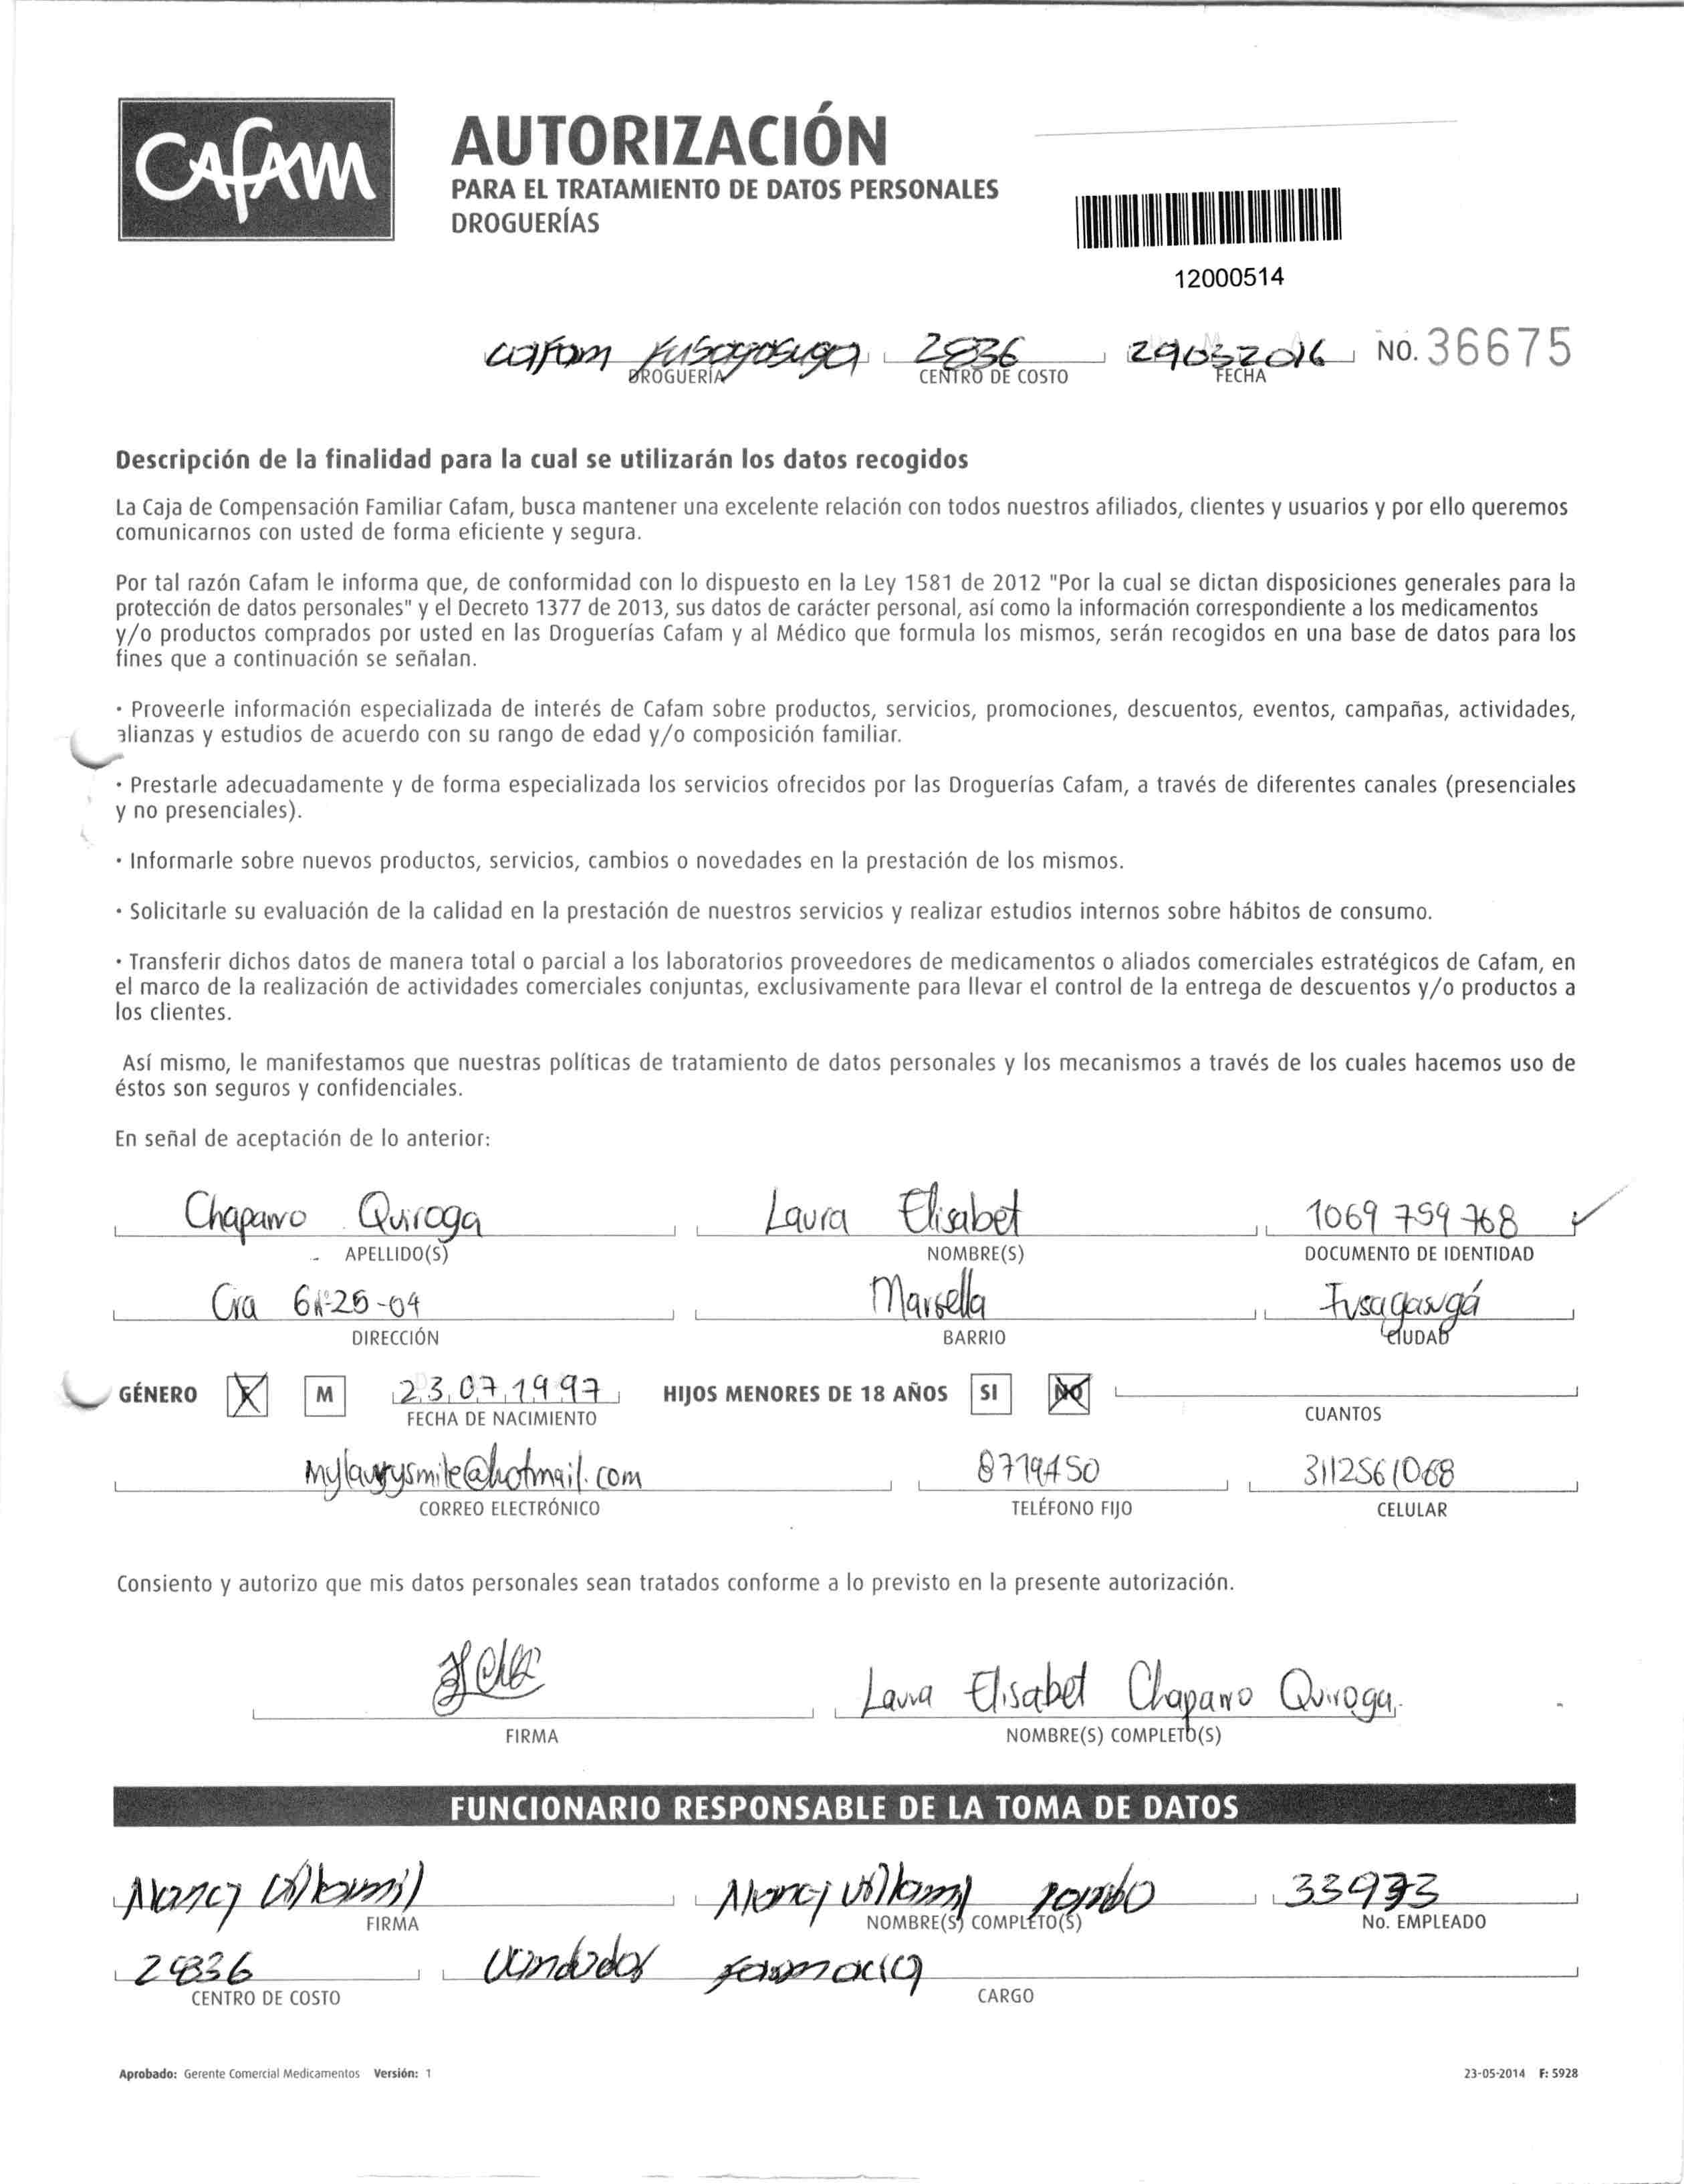 CAFAM
AUTORIZACIÓN
PARA EL TRATAMIENTO DE DATOS PERSONALES
DROGUERÍAS
12000514
cafam fusagasuga 2836 29032016 NO. 36675
DROGUERÍA CENTRO DE COSTO FECHA
Descripción de la finalidad para la cual se utilizarán los datos recogidos
La Caja de Compensación Familiar Cafam, busca mantener una excelente relación con todos nuestros afiliados, clientes y usuarios y por ello queremos
comunicarnos con usted de forma eficiente y segura.
Por tal razón Cafam le informa que, de conformidad con lo dispuesto en la Ley 1581 de 2012 "Por la cual se dictan disposiciones generales para la
protección de datos personales" y el Decreto 1377 de 2013, sus datos de carácter personal, así como la información correspondiente a los medicamentos
y/o productos comprados por usted en las Droguerías Cafam y al Médico que formula los mismos, serán recogidos en una base de datos para los
fines que a continuación se señalan.
· Proveerle información especializada de interés de Cafam sobre productos, servicios, promociones, descuentos, eventos, campañas, actividades,
alianzas y estudios de acuerdo con su rango de edad y/o composición familiar.
· Prestarle adecuadamente y de forma especializada los servicios ofrecidos por las Droguerías Cafam, a través de diferentes canales (presenciales
y no presenciales).
· Informarle sobre nuevos productos, servicios, cambios o novedades en la prestación de los mismos.
· Solicitarle su evaluación de la calidad en la prestación de nuestros servicios y realizar estudios internos sobre hábitos de consumo.
· Transferir dichos datos de manera total o parcial a los laboratorios proveedores de medicamentos o aliados comerciales estratégicos de Cafam, en
el marco de la realización de actividades comerciales conjuntas, exclusivamente para llevar el control de la entrega de descuentos y/o productos a
los clientes.
Así mismo, le manifestamos que nuestras políticas de tratamiento de datos personales y los mecanismos a través de los cuales hacemos uso de
éstos son seguros y confidenciales.
En señal de aceptación de lo anterior:
Chaparro Quiroga Laura Elisabet 1069 759 768
APELLIDO(S) NOMBRE(S) DOCUMENTO DE IDENTIDAD
Cra Marsella Fusagasugá
DIRECCIÓN BARRIO CIUDAD
GÉNERO F M 23 07 1997 HIJOS MENORES DE 18 AÑOS SI NO
FECHA DE NACIMIENTO CUANTOS
8719450 3112561068
CORREO ELECTRÓNICO TELÉFONO FIJO CELULAR
Consiento y autorizo que mis datos personales sean tratados conforme a lo previsto en la presente autorización.
Laura Elisabet Chaparro Quiroga.
FIRMA NOMBRE(S) COMPLETO(S)
FUNCIONARIO RESPONSABLE DE LA TOMA DE DATOS
Nancy Villamil Nancy Villamil 33973
FIRMA NOMBRE(S) COMPLETO(S) No. EMPLEADO
Vendedor farmacia
CENTRO DE COSTO CARGO
Aprobado: Gerente Comercial Medicamentos Versión: 1 23-05-2014 F: 5928